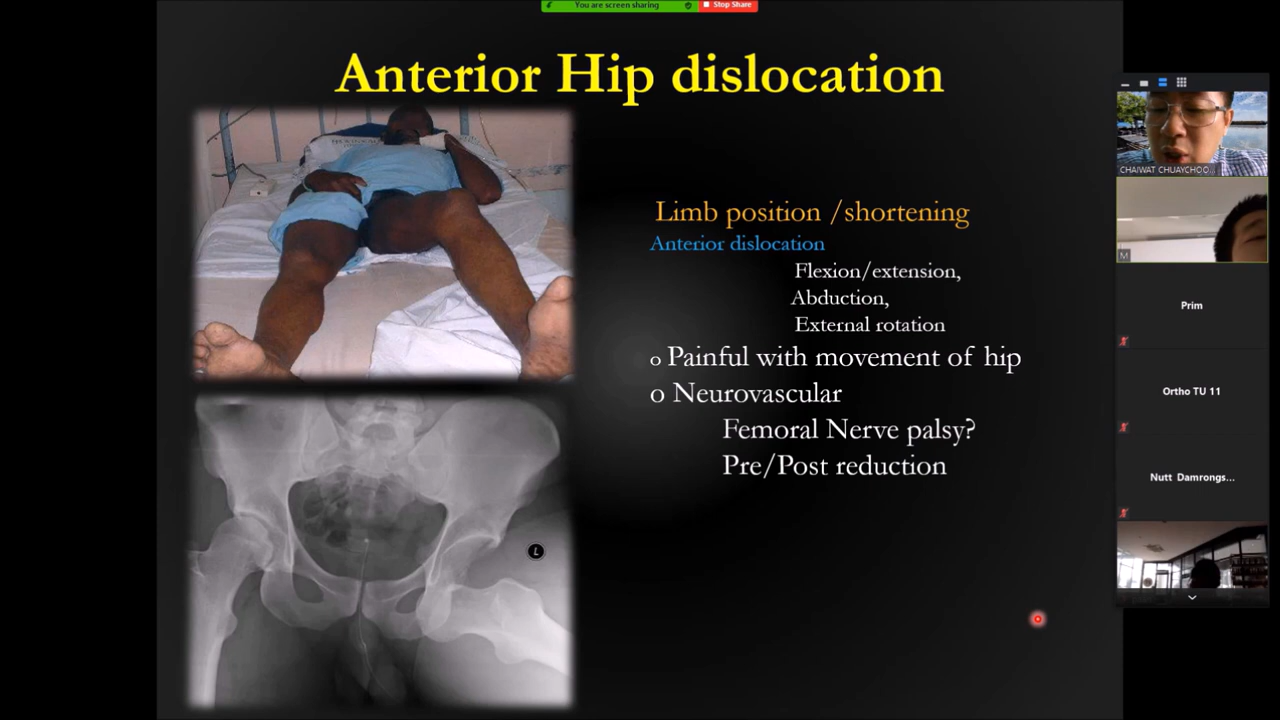 You are screen sharing
Stop Share
Anterior Hip dislocation
Limb position /shortening
Anterior dislocation
Flexion/extension,
Abduction,
External rotation
o Painful with movement of hip
o Neurovascular
Femoral Nerve palsy?
Pre/Post reduction
L
CHAIWAT CHUAYCHOO...
M
Prim
Ortho TU 11
Nutt Damrongs...